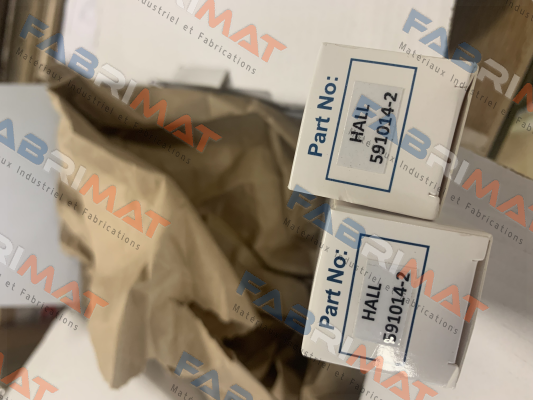 Part No:
HALL
591014-2
Part No:
HALL
591014-2
FABRIMAT
Materiaux Industriel et Fabrications